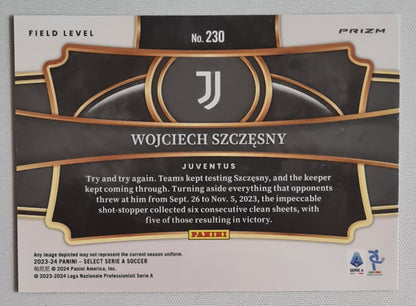 FIELD LEVEL
No. 230
PRIZM
WOJCIECH SZCZĘSNY
JUVENTUS
Try and try again. Teams kept testing Szczęsny, and the keeper
kept coming through. Turning aside everything that opponents
threw at him from Sept. 26 to Nov. 5, 2023, the impeccable
shot-stopper collected six consecutive clean sheets, with
five of those resulting in victory.
PANINI
Any image depicted may not represent the current season uniform.
2023-24 PANINI – SELECT SERIE A SOCCER
帕尼尼 © 2024 Panini America, Inc.
© 2023-2024 Lega Nazionale Professionisti Serie A
SERIE A